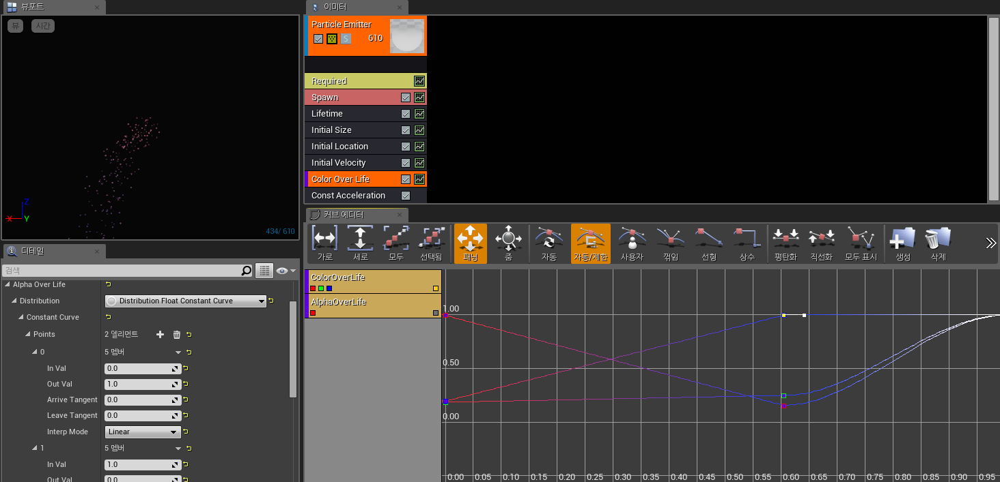 뷰포트
뷰 시간
434/ 610
이미터
Particle Emitter
S 610
Required
Spawn
Lifetime
Initial Size
Initial Location
Initial Velocity
Color Over Life
Const Acceleration
디테일
검색
Alpha Over Life
Distribution Distribution Float Constant Curve
Constant Curve
Points 2 엘리먼트
0 5 멤버
In Val 0.0
Out Val 1.0
Arrive Tangent 0.0
Leave Tangent 0.0
Interp Mode Linear
1 5 멤버
In Val 1.0
Out Val 0.0
커브 에디터
가로 세로 모두 선택됨 패닝 줌 자동 자동/제한 사용자 꺾임 선형 상수 평탄화 직선화 모두 표시 생성 삭제
ColorOverLife
AlphaOverLife
1.00
0.50
0.00
0.00 0.05 0.10 0.15 0.20 0.25 0.30 0.35 0.40 0.45 0.50 0.55 0.60 0.65 0.70 0.75 0.80 0.85 0.90 0.95
X Y Z